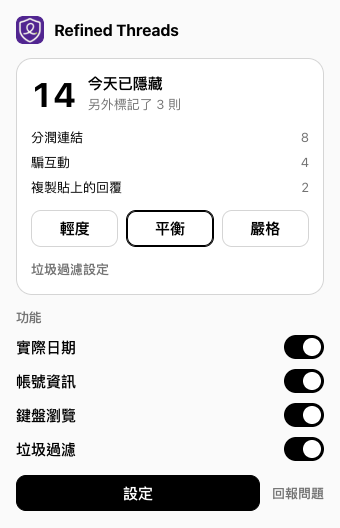 Refined Threads
14
今天已隱藏
另外標記了 3 則
分潤連結 8
騙互動 4
複製貼上的回覆 2
輕度 平衡 嚴格
垃圾過濾設定
功能
實際日期
帳號資訊
鍵盤瀏覽
垃圾過濾
設定 回報問題